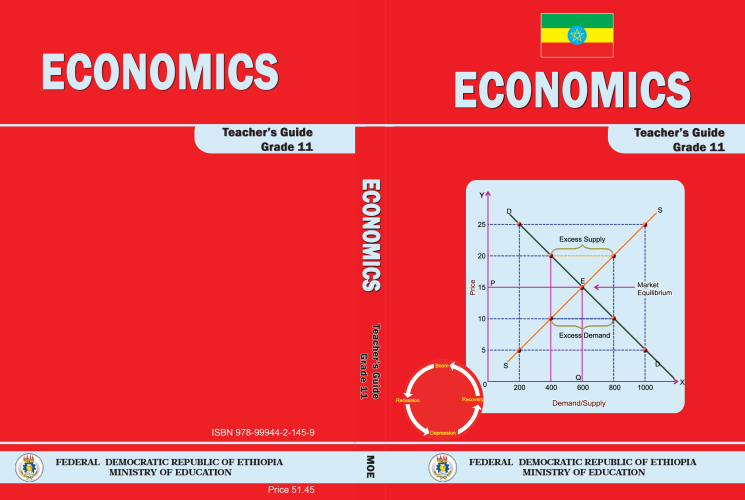 ECONOMICS
Teacher's Guide
Grade 11
ISBN 978-99944-2-145-9
FEDERAL DEMOCRATIC REPUBLIC OF ETHIOPIA
MINISTRY OF EDUCATION
Price 51.45
ECONOMICS
Teacher's Guide
Grade 11
MOE
ECONOMICS
Teacher's Guide
Grade 11
Y
D
S
25
Excess Supply
20
E
Price
P
15
Market
Equilibrium
10
Excess Demand
5
S
D
0
200
400
600
800
1000
Q
X
Demand/Supply
Boom
Recession
Recovery
Depression
FEDERAL DEMOCRATIC REPUBLIC OF ETHIOPIA
MINISTRY OF EDUCATION